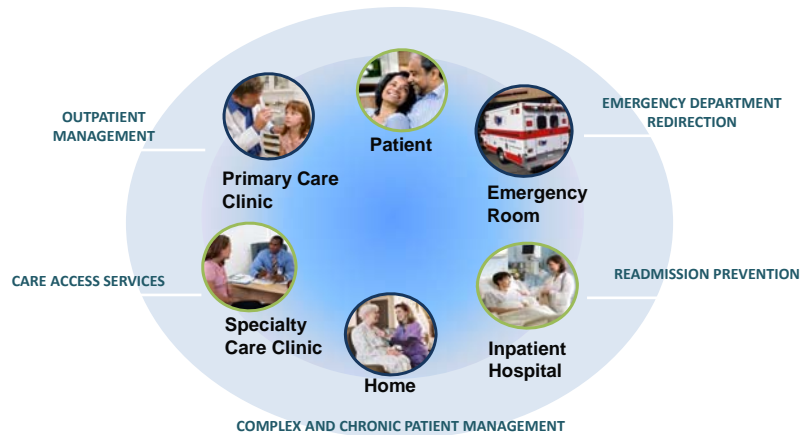 Patient
OUTPATIENT
MANAGEMENT
EMERGENCY DEPARTMENT
REDIRECTION
Primary Care
Clinic
Emergency
Room
CARE ACCESS SERVICES
READMISSION PREVENTION
Specialty
Care Clinic
Inpatient
Hospital
Home
COMPLEX AND CHRONIC PATIENT MANAGEMENT